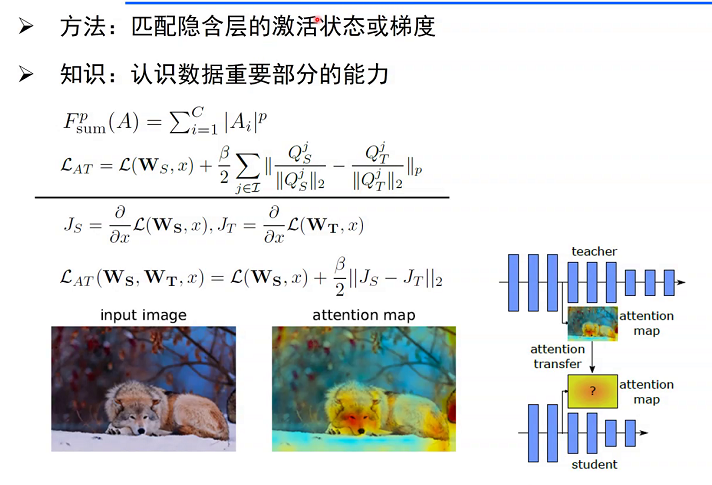 ➢ 方法：匹配隐含层的激活状态或梯度
➢ 知识：认识数据重要部分的能力
$F^p_{\text{sum}}(A) = \sum_{i=1}^{C} |A_i|^p$
$\mathcal{L}_{AT} = \mathcal{L}(\mathbf{W}_S, x) + \frac{\beta}{2} \sum_{j \in \mathcal{I}} \| \frac{Q_S^j}{\|Q_S^j\|_2} - \frac{Q_T^j}{\|Q_T^j\|_2} \|_p$
$J_S = \frac{\partial}{\partial x} \mathcal{L}(\mathbf{W_S}, x), J_T = \frac{\partial}{\partial x} \mathcal{L}(\mathbf{W_T}, x)$
$\mathcal{L}_{AT}(\mathbf{W_S}, \mathbf{W_T}, x) = \mathcal{L}(\mathbf{W_S}, x) + \frac{\beta}{2} ||J_S - J_T||_2$
input image
attention map
teacher
attention
map
attention
transfer
?
attention
map
student